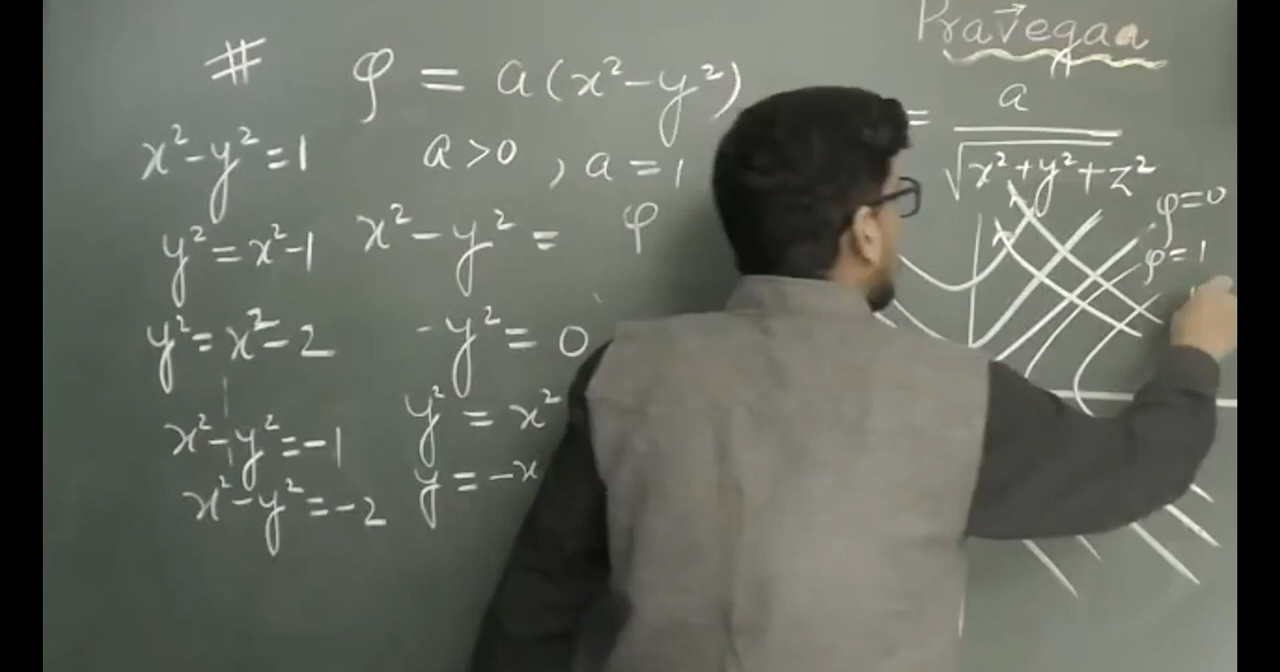 Pravegaa
# φ = a(x²-y²)
= a / √x²+y²+z²
x²-y²=1
a>0 , a=1
y²=x²-1
x²-y²= φ
y²=x²-2
-y²=0
x²-y²=-1
y²=x²
x²-y²=-2
y=-x
φ=0
φ=1